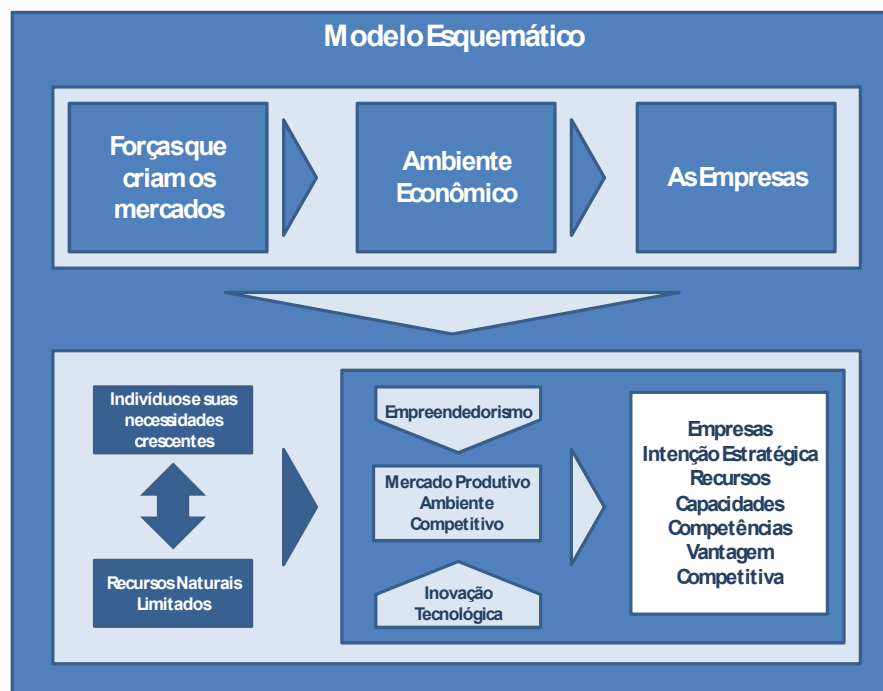 Modelo Esquemático
Forças que
criam os
mercados
Ambiente
Econômico
As Empresas
Indivíduos e suas
necessidades
crescentes
Recursos Naturais
Limitados
Empreendedorismo
Mercado Produtivo
Ambiente
Competitivo
Inovação
Tecnológica
Empresas
Intenção Estratégica
Recursos
Capacidades
Competências
Vantagem
Competitiva